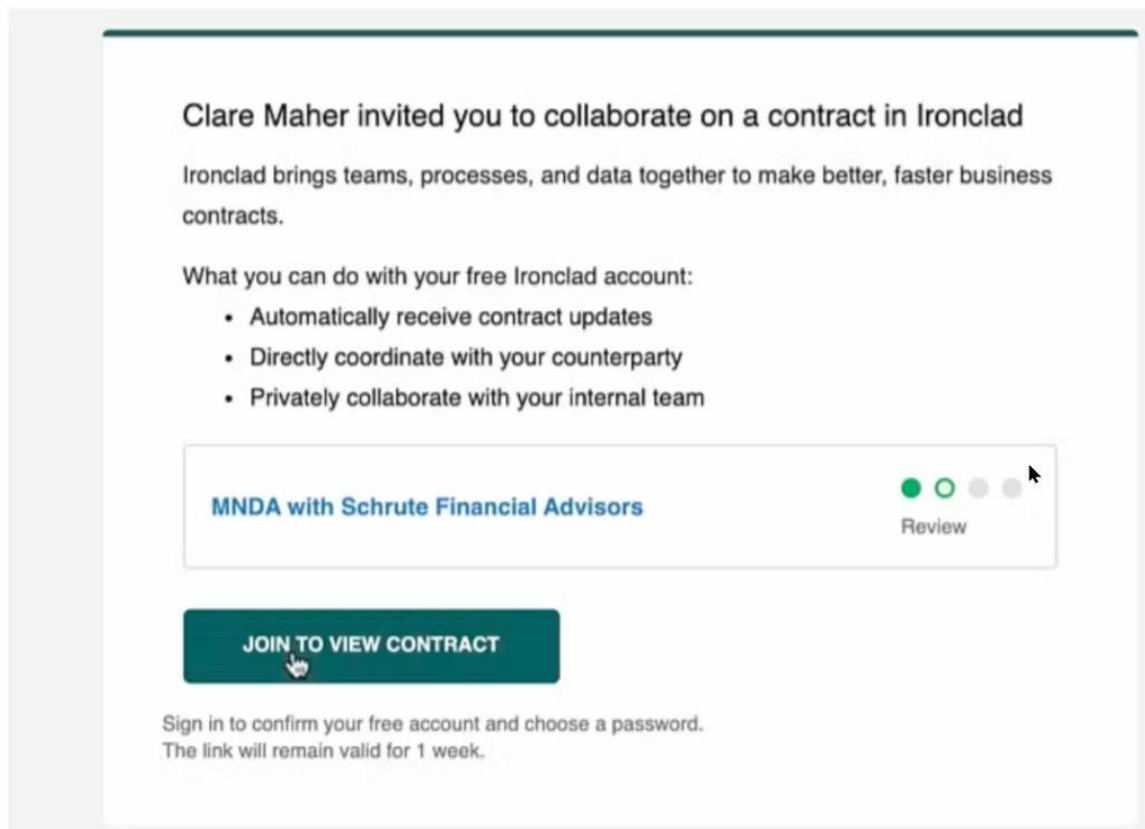 Clare Maher invited you to collaborate on a contract in Ironclad
Ironclad brings teams, processes, and data together to make better, faster business
contracts.
What you can do with your free Ironclad account:
• Automatically receive contract updates
• Directly coordinate with your counterparty
• Privately collaborate with your internal team
MNDA with Schrute Financial Advisors
Review
JOIN TO VIEW CONTRACT
Sign in to confirm your free account and choose a password.
The link will remain valid for 1 week.